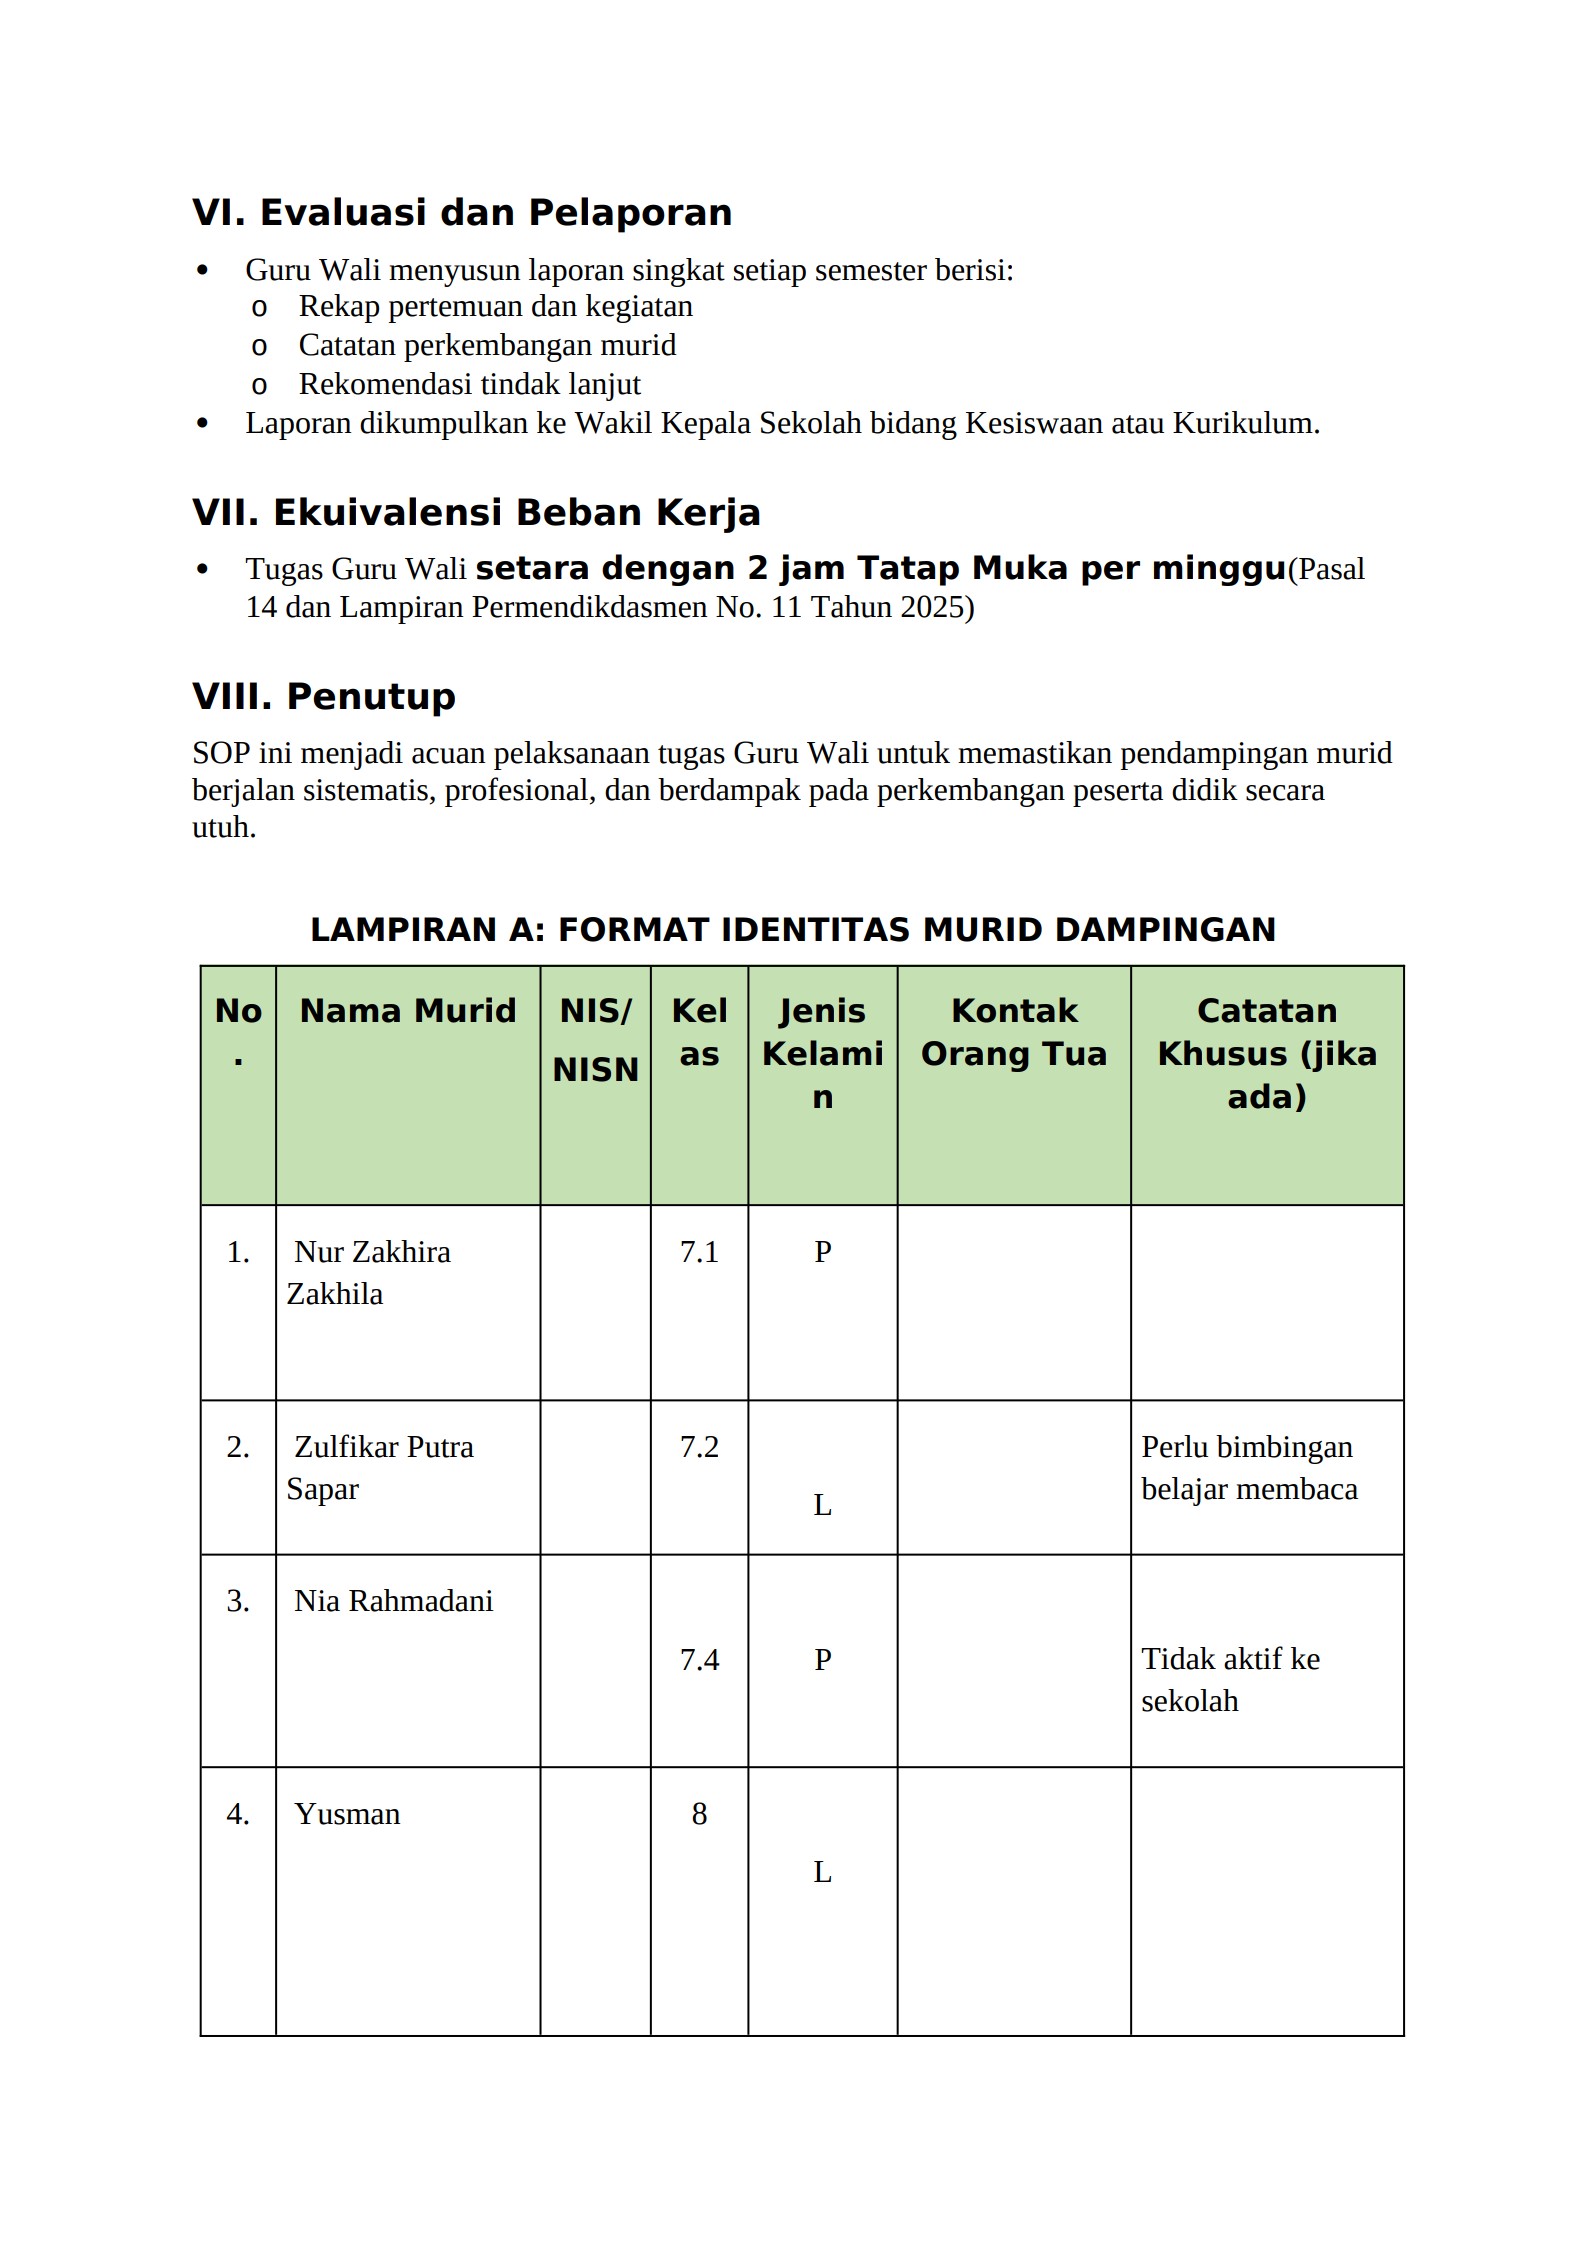 VI. Evaluasi dan Pelaporan
• Guru Wali menyusun laporan singkat setiap semester berisi:
o Rekap pertemuan dan kegiatan
o Catatan perkembangan murid
o Rekomendasi tindak lanjut
• Laporan dikumpulkan ke Wakil Kepala Sekolah bidang Kesiswaan atau Kurikulum.
VII. Ekuivalensi Beban Kerja
• Tugas Guru Wali setara dengan 2 jam Tatap Muka per minggu(Pasal
14 dan Lampiran Permendikdasmen No. 11 Tahun 2025)
VIII. Penutup
SOP ini menjadi acuan pelaksanaan tugas Guru Wali untuk memastikan pendampingan murid
berjalan sistematis, profesional, dan berdampak pada perkembangan peserta didik secara
utuh.
LAMPIRAN A: FORMAT IDENTITAS MURID DAMPINGAN
No
.
Nama Murid
NIS/
NISN
Kel
as
Jenis
Kelami
n
Kontak
Orang Tua
Catatan
Khusus (jika
ada)
1.
Nur Zakhira
Zakhila
7.1
P
2.
Zulfikar Putra
Sapar
7.2
L
Perlu bimbingan
belajar membaca
3.
Nia Rahmadani
7.4
P
Tidak aktif ke
sekolah
4.
Yusman
8
L